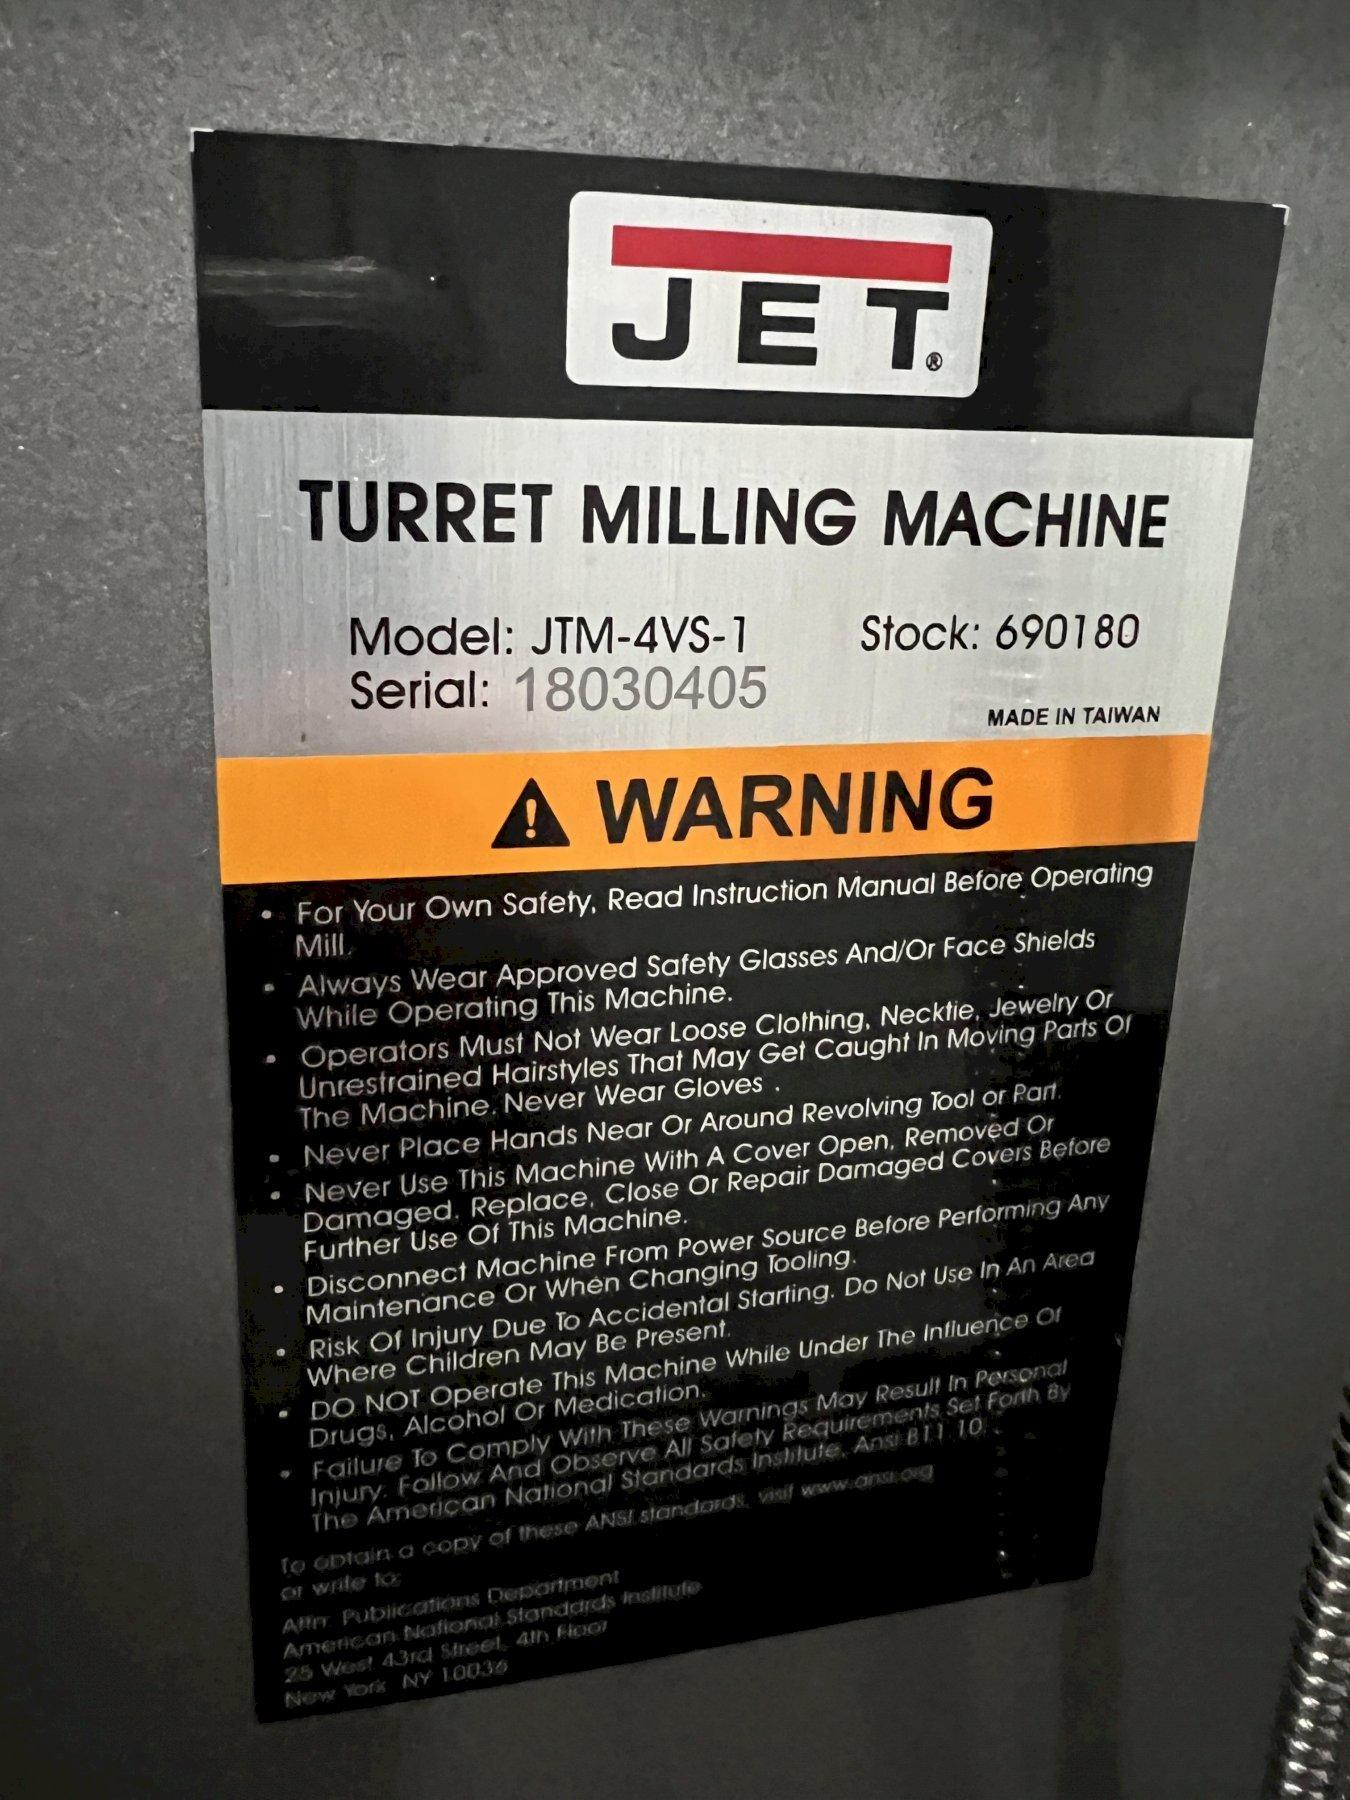 JET®
TURRET MILLING MACHINE
Model: JTM-4VS-1 Stock: 690180
Serial: 18030405
MADE IN TAIWAN
WARNING
• For Your Own Safety, Read Instruction Manual Before Operating
Mill.
• Always Wear Approved Safety Glasses And/Or Face Shields
While Operating This Machine.
• Operators Must Not Wear Loose Clothing, Necktie, Jewelry Or
Unrestrained Hairstyles That May Get Caught In Moving Parts Of
The Machine. Never Wear Gloves .
• Never Place Hands Near Or Around Revolving Tool or Part.
• Never Use This Machine With A Cover Open, Removed Or
Damaged. Replace, Close Or Repair Damaged Covers Before
Further Use Of This Machine.
• Disconnect Machine From Power Source Before Performing Any
Maintenance Or When Changing Tooling.
• Risk Of Injury Due To Accidental Starting. Do Not Use In An Area
Where Children May Be Present.
• DO NOT Operate This Machine While Under The Influence Of
Drugs, Alcohol Or Medication.
• Failure To Comply With These Warnings May Result In Personal
Injury. Follow And Observe All Safety Requirements Set Forth By
The American National Standards Institute, Ansi B11.10.
To obtain a copy of these ANSI standards, visit www.ansi.org
or write to:
Attn: Publications Department
American National Standards Institute
25 West 43rd Street, 4th Floor
New York NY 10036